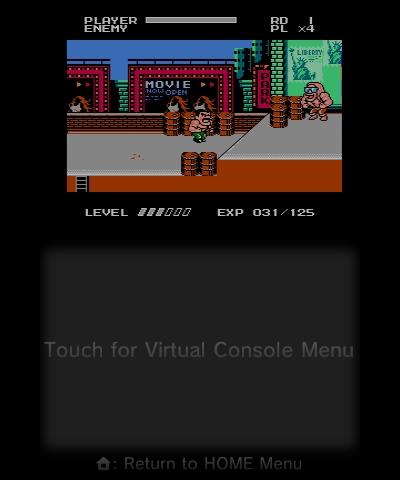 PLAYER RD 1
ENEMY PL ×4
LIBERTY
MOVIE
NOW OPEN
PARK
LEVEL EXP 031/125
Touch for Virtual Console Menu
: Return to HOME Menu